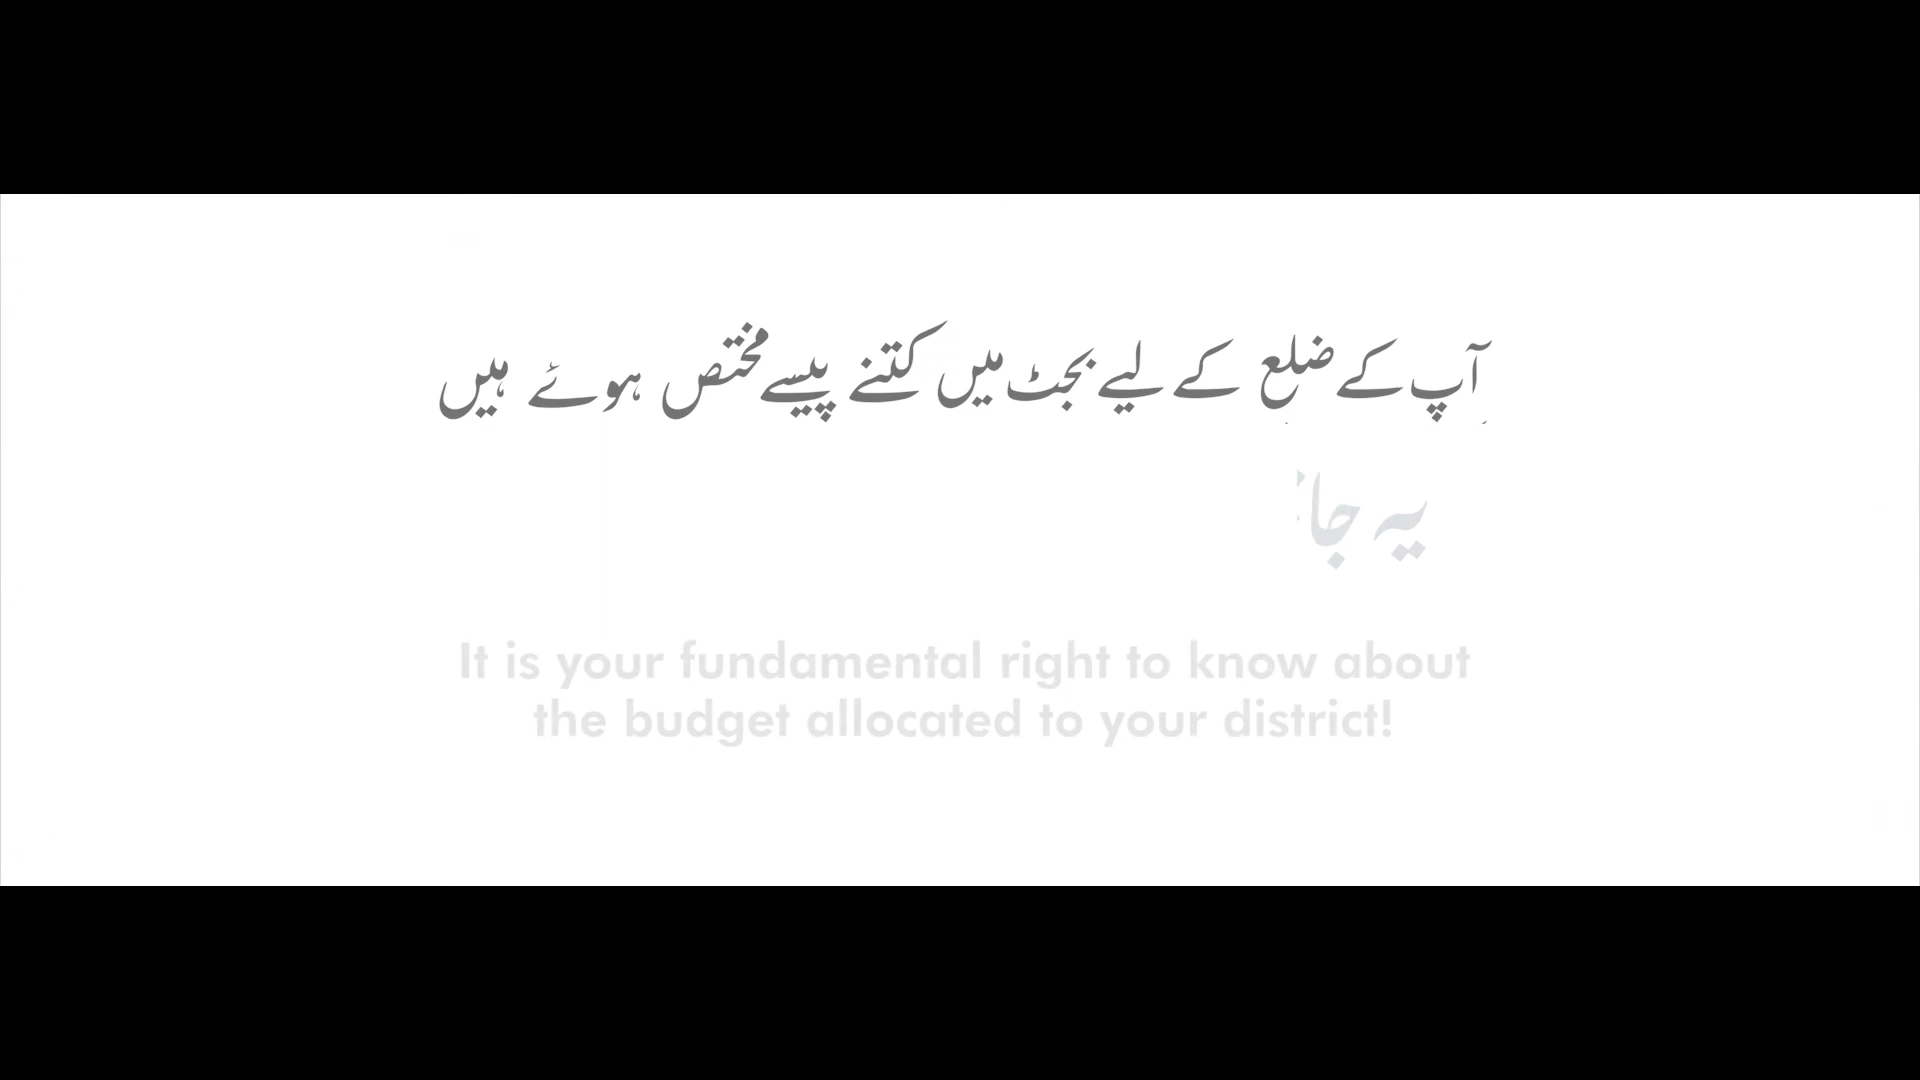 آپ کے ضلع کے لیے بجٹ میں کتنے پیسے مختص ہوئے ہیں
یہ
It is your fundamental right to know about
the budget allocated to your district!